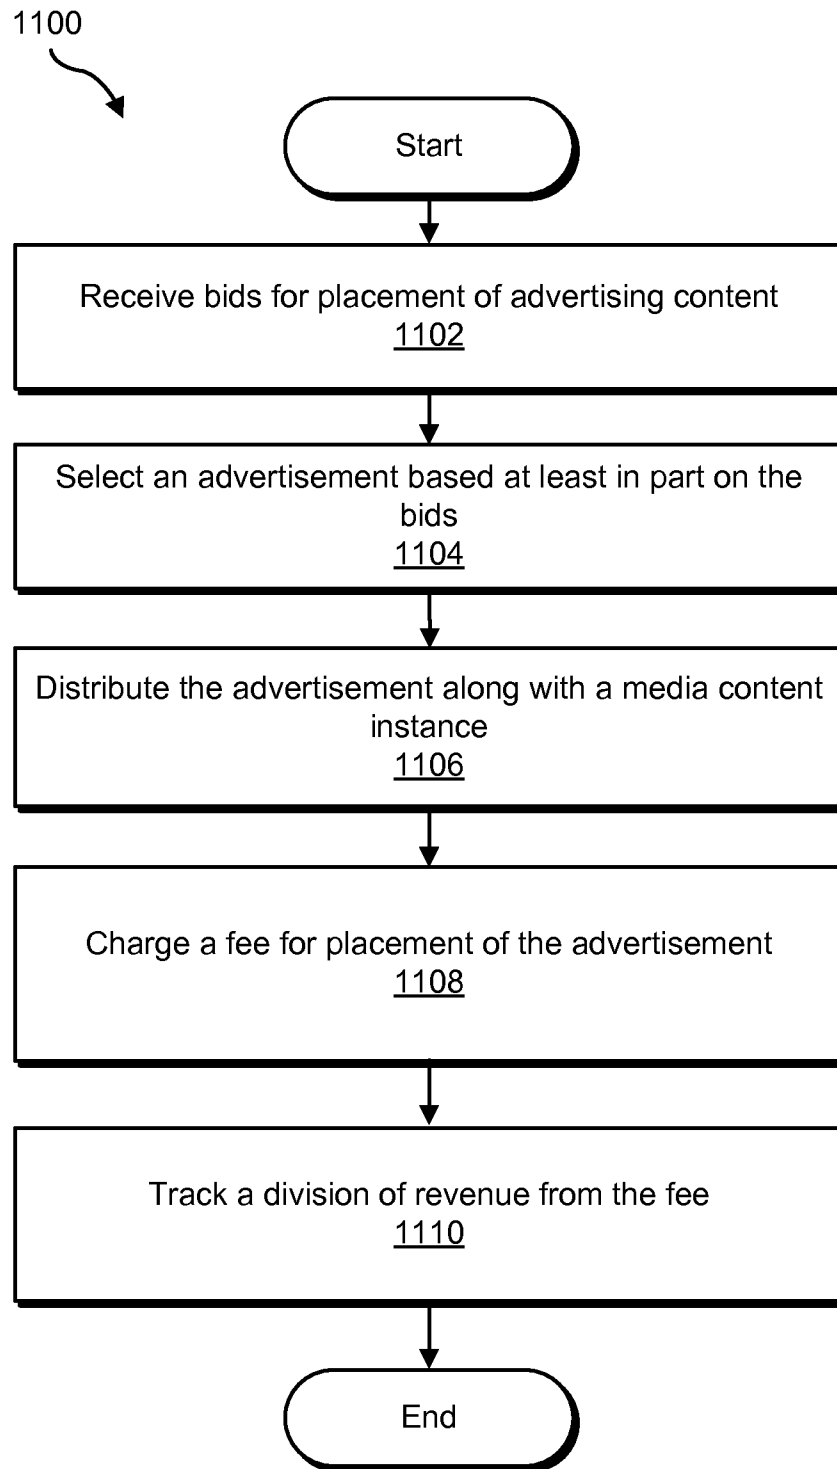 1100
Start
Receive bids for placement of advertising content
1102
Select an advertisement based at least in part on the
bids
1104
Distribute the advertisement along with a media content
instance
1106
Charge a fee for placement of the advertisement
1108
Track a division of revenue from the fee
1110
End